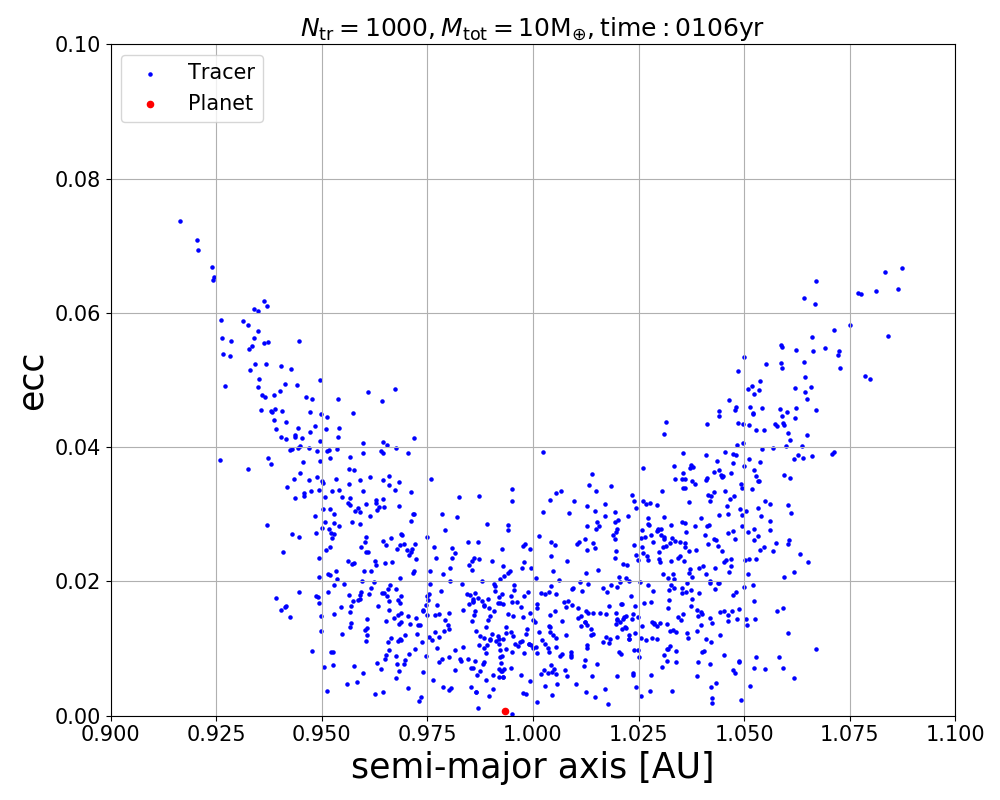 N_tr = 1000, M_tot = 10M_⊕, time : 0106yr
0.10
Tracer
Planet
0.08
0.06
ecc
0.04
0.02
0.00
0.900 0.925 0.950 0.975 1.000 1.025 1.050 1.075 1.100
semi-major axis [AU]